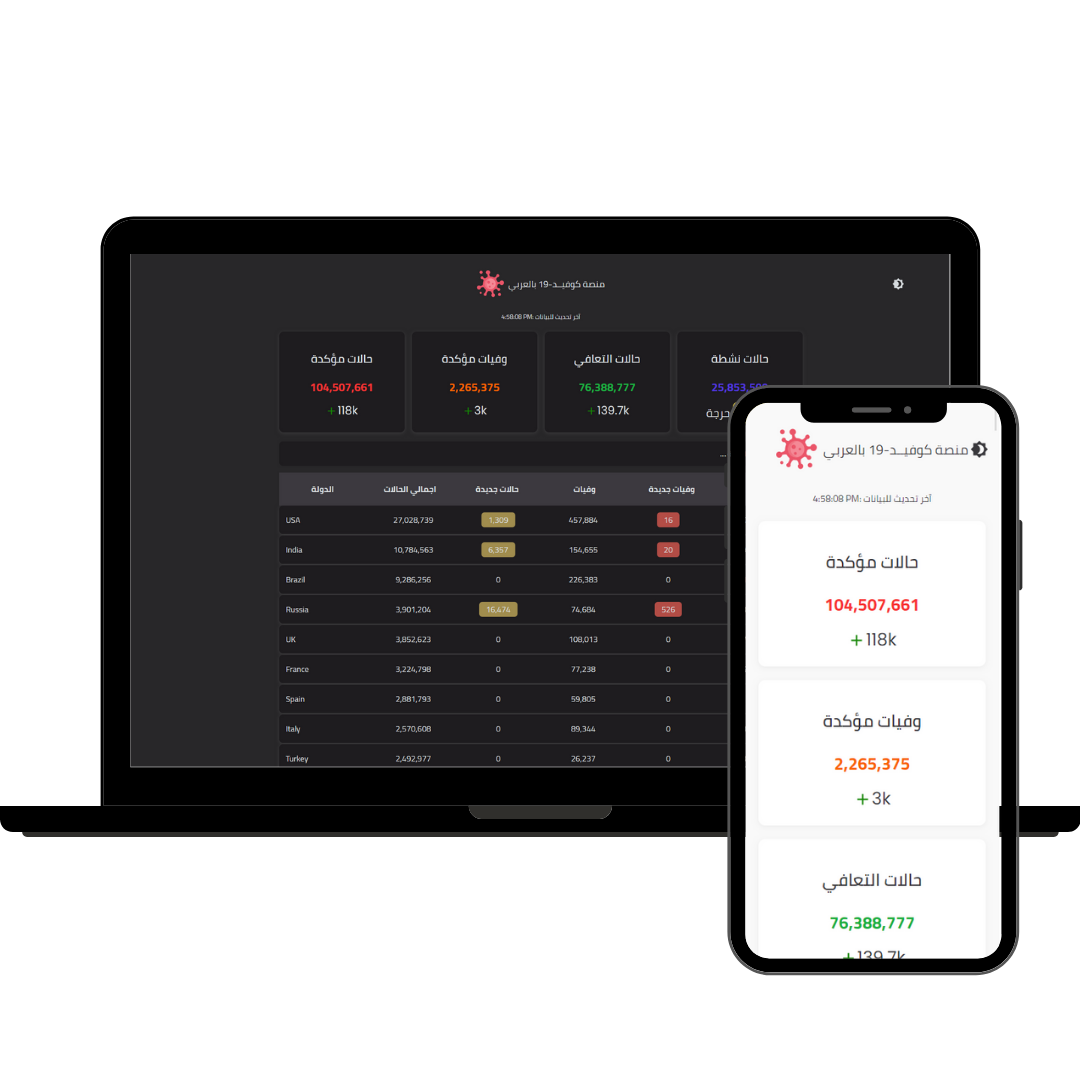 منصة كوفيــد-19 بالعربي
آخر تحديث للبيانات: 4:58:08 PM
حالات مؤكدة
104,507,661
+118k
وفيات مؤكدة
2,265,375
+3k
حالات التعافي
76,388,777
+139.7k
حالات نشطة
حرجة
...
الدولة اجمالي الحالات حالات جديدة وفيات وفيات جديدة
USA 27,028,739 1,309 457,884 16
India 10,784,563 6,357 154,655 20
Brazil 9,286,256 0 226,383 0
Russia 3,901,204 16,474 74,684 526
UK 3,852,623 0 108,013 0
France 3,224,798 0 77,238 0
Spain 2,881,793 0 59,805 0
Italy 2,570,608 0 89,344 0
Turkey 2,492,977 0 26,237 0
منصة كوفيــد-19 بالعربي
آخر تحديث للبيانات: 4:58:08 PM
حالات مؤكدة
104,507,661
+118k
وفيات مؤكدة
2,265,375
+3k
حالات التعافي
76,388,777
+139.7k